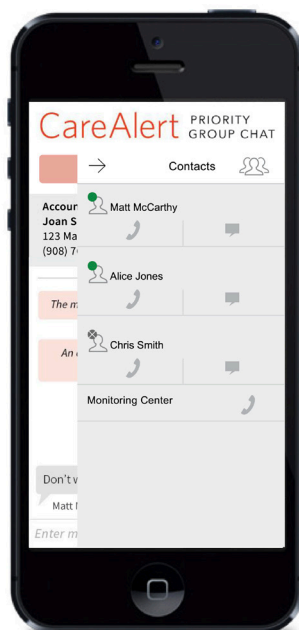 CareAlert PRIORITY
GROUP CHAT
Contacts
Accoun
Joan S
123 Ma
(908) 7
Matt McCarthy
Alice Jones
The m
An
Chris Smith
Monitoring Center
Don't v
Matt
Enter m